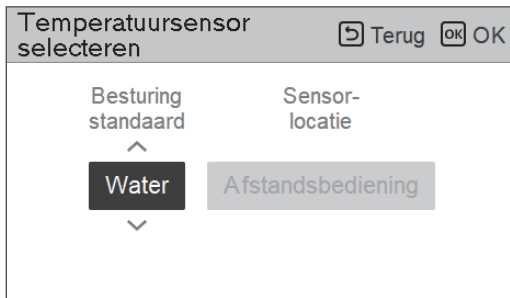 Temperatuursensor
selecteren
Terug
OK OK
Besturing
standaard
Sensor-
locatie
Water
Afstandsbediening